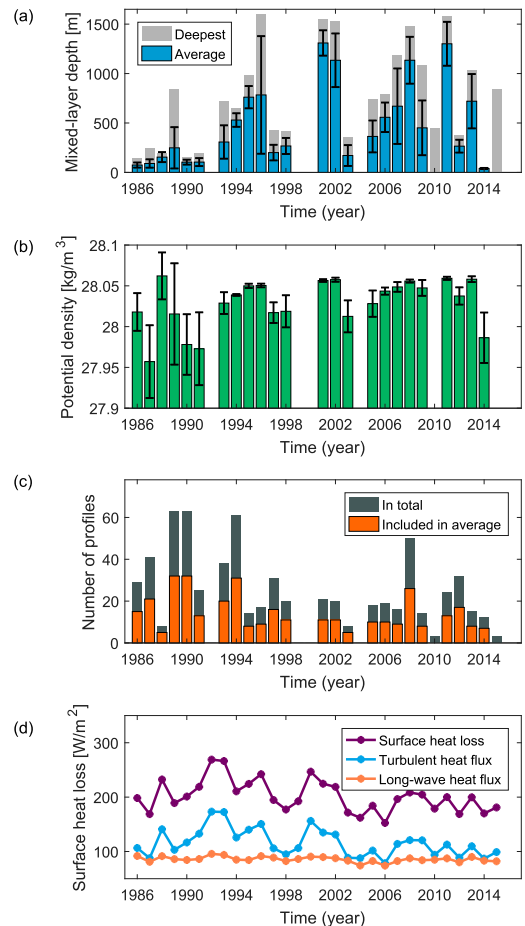 (a)
Mixed-layer depth [m]
1500
1000
500
0
Deepest
Average
1986 1990 1994 1998 2002 2006 2010 2014
Time (year)
(b)
Potential density [kg/m³]
28.1
28.05
28
27.95
27.9
1986 1990 1994 1998 2002 2006 2010 2014
Time (year)
(c)
Number of profiles
60
40
20
0
In total
Included in average
1986 1990 1994 1998 2002 2006 2010 2014
Time (year)
(d)
Surface heat loss [W/m²]
300
200
100
Surface heat loss
Turbulent heat flux
Long-wave heat flux
1986 1990 1994 1998 2002 2006 2010 2014
Time (year)